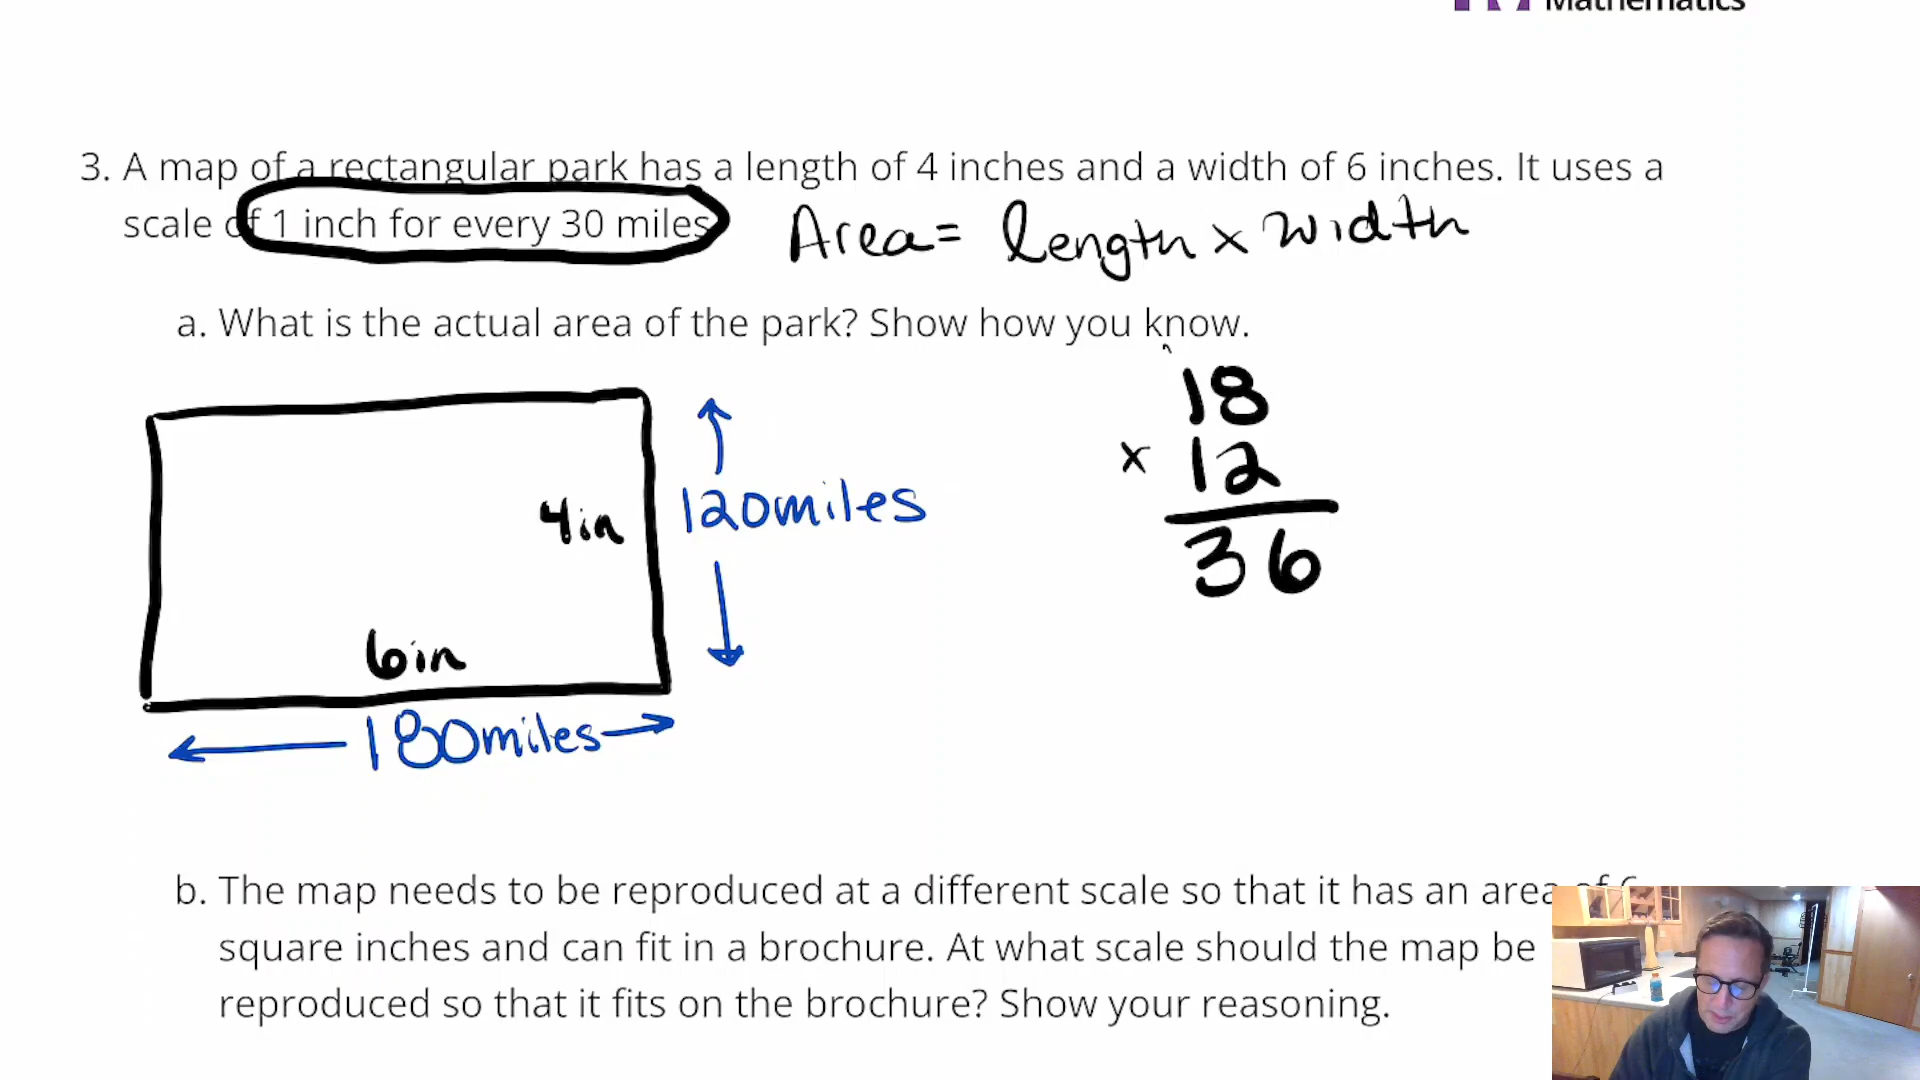 Mathematics
3. A map of a rectangular park has a length of 4 inches and a width of 6 inches. It uses a
scale of 1 inch for every 30 miles
Area = length x width
a. What is the actual area of the park? Show how you know.
18
x 12
36
4in
120miles
6in
180miles
b. The map needs to be reproduced at a different scale so that it has an area of 6
square inches and can fit in a brochure. At what scale should the map be
reproduced so that it fits on the brochure? Show your reasoning.